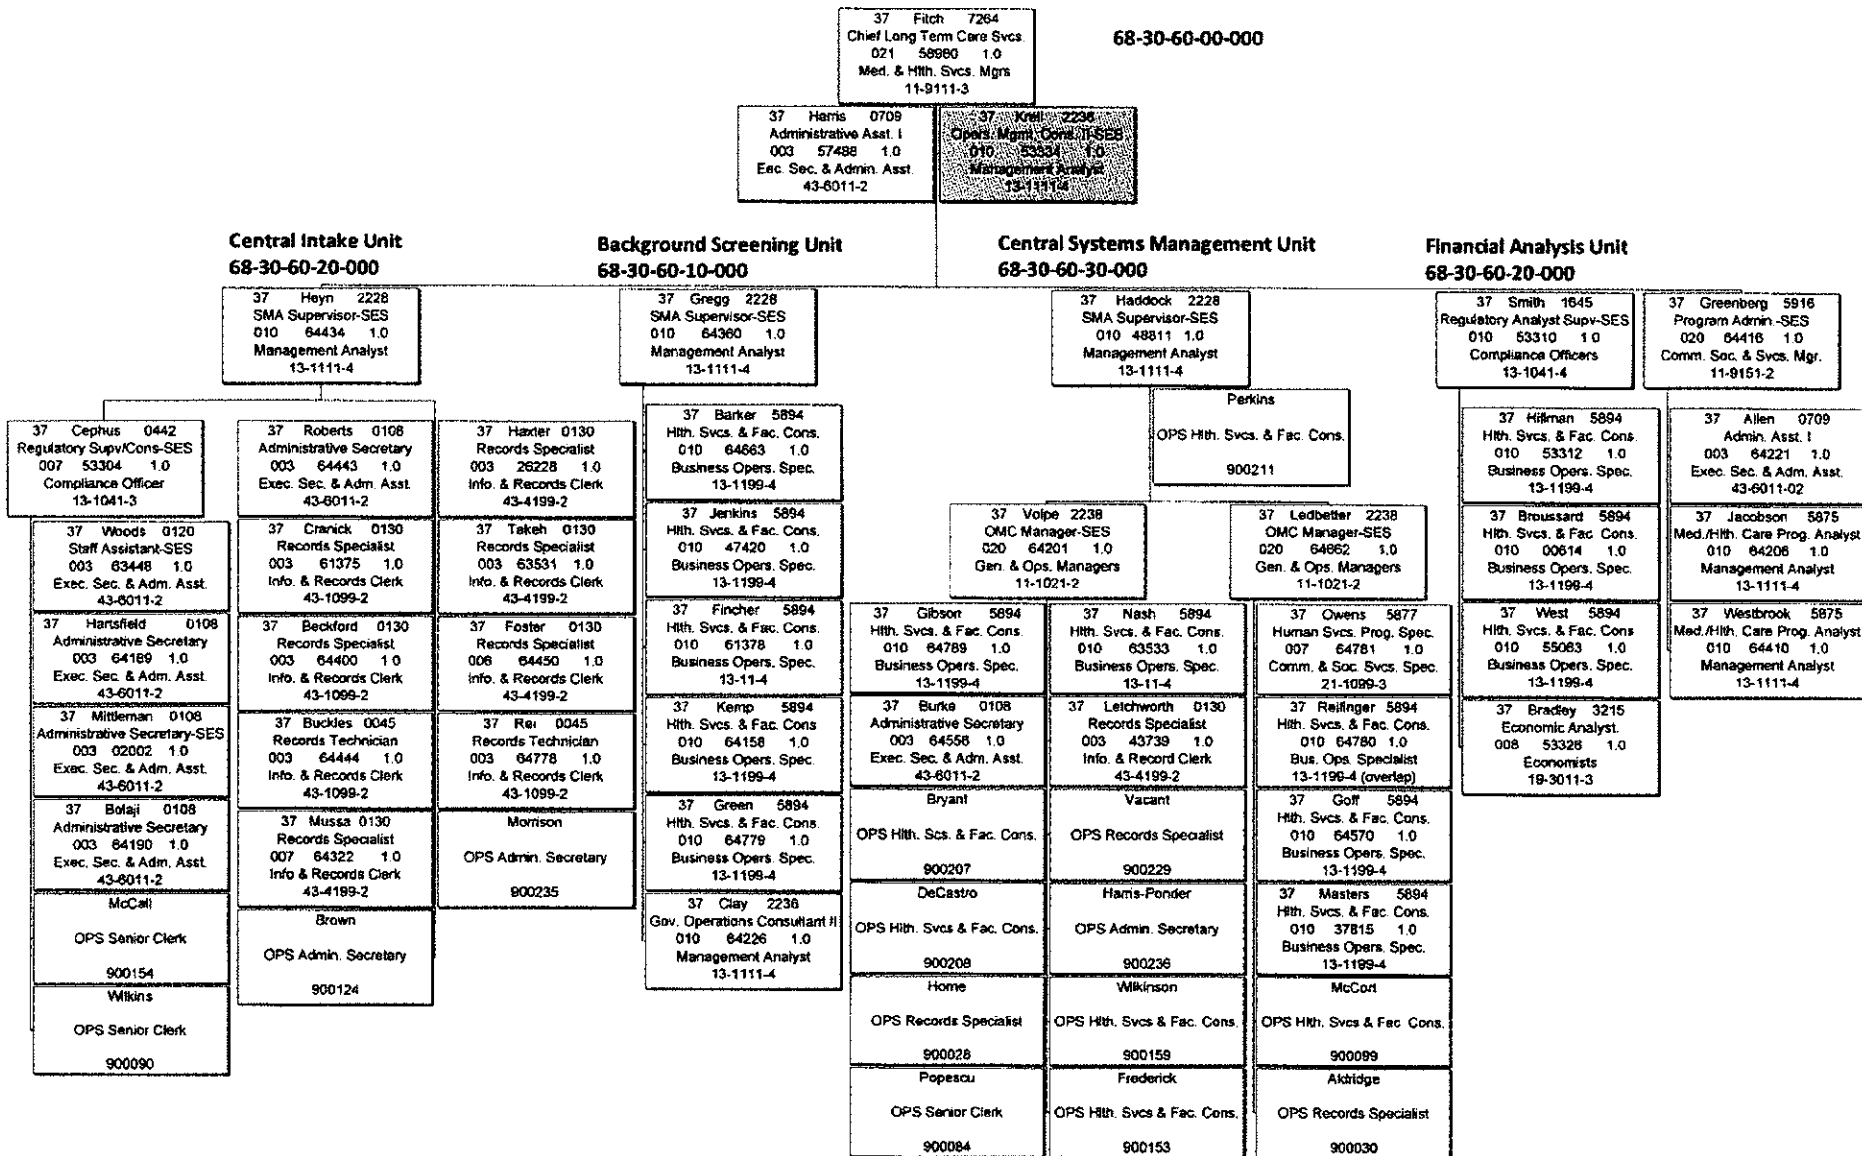 37 Fitch 7264
Chief Long Term Care Svcs.
021 58980 1.0
Med. & Hlth. Svcs. Mgrs
11-9111-3
68-30-60-00-000
37 Harris 0709
Administrative Asst. I
003 57488 1.0
Eec. Sec. & Admin. Asst.
43-6011-2
37 Krell 2236
Opers. Mgmt. Cons. II-SES
010 53334 1.0
Management Analyst
13-1111-4
Central Intake Unit
68-30-60-20-000
Background Screening Unit
68-30-60-10-000
Central Systems Management Unit
68-30-60-30-000
Financial Analysis Unit
68-30-60-20-000
37 Heyn 2228
SMA Supervisor-SES
010 64434 1.0
Management Analyst
13-1111-4
37 Gregg 2228
SMA Supervisor-SES
010 64360 1.0
Management Analyst
13-1111-4
37 Haddock 2228
SMA Supervisor-SES
010 48811 1.0
Management Analyst
13-1111-4
37 Smith 1645
Regulatory Analyst Supv-SES
010 53310 1.0
Compliance Officers
13-1041-4
37 Greenberg 5916
Program Admin.-SES
020 64416 1.0
Comm. Soc. & Svcs. Mgr.
11-9151-2
37 Cephus 0442
Regulatory Supv/Cons-SES
007 53304 1.0
Compliance Officer
13-1041-3
37 Woods 0120
Staff Assistant-SES
003 63448 1.0
Exec. Sec. & Adm. Asst.
43-6011-2
37 Hartsfield 0108
Administrative Secretary
003 64189 1.0
Exec. Sec. & Adm. Asst.
43-6011-2
37 Mittleman 0108
Administrative Secretary-SES
003 02002 1.0
Exec. Sec. & Adm. Asst.
43-6011-2
37 Bolaji 0108
Administrative Secretary
003 64190 1.0
Exec. Sec. & Adm. Asst.
43-6011-2
McCall
OPS Senior Clerk
900154
Wilkins
OPS Senior Clerk
900090
37 Roberts 0108
Administrative Secretary
003 64443 1.0
Exec. Sec. & Adm. Asst.
43-6011-2
37 Cranick 0130
Records Specialist
003 61375 1.0
Info. & Records Clerk
43-1099-2
37 Beckford 0130
Records Specialist
003 64400 1.0
Info. & Records Clerk
43-1099-2
37 Buckles 0045
Records Technician
003 64444 1.0
Info. & Records Clerk
43-1099-2
37 Mussa 0130
Records Specialist
007 64322 1.0
Info & Records Clerk
43-4199-2
Brown
OPS Admin. Secretary
900124
37 Haxter 0130
Records Specialist
003 26228 1.0
Info. & Records Clerk
43-4199-2
37 Takeh 0130
Records Specialist
003 63531 1.0
Info. & Records Clerk
43-4199-2
37 Foster 0130
Records Specialist
006 64450 1.0
Info. & Records Clerk
43-4199-2
37 Rei 0045
Records Technician
003 64778 1.0
Info. & Records Clerk
43-1099-2
Morrison
OPS Admin. Secretary
900235
37 Barker 5894
Hlth. Svcs. & Fac. Cons.
010 64663 1.0
Business Opers. Spec.
13-1199-4
37 Jenkins 5894
Hlth. Svcs. & Fac. Cons.
010 47420 1.0
Business Opers. Spec.
13-1199-4
37 Fincher 5894
Hlth. Svcs. & Fac. Cons.
010 61378 1.0
Business Opers. Spec.
13-11-4
37 Kemp 5894
Hlth. Svcs. & Fac. Cons
010 64158 1.0
Business Opers. Spec.
13-1199-4
37 Green 5894
Hlth. Svcs. & Fac. Cons.
010 64779 1.0
Business Opers. Spec.
13-1199-4
37 Clay 2236
Gov. Operations Consultant II
010 64226 1.0
Management Analyst
13-1111-4
Perkins
OPS Hlth. Svcs. & Fac. Cons.
900211
37 Volpe 2238
OMC Manager-SES
020 64201 1.0
Gen. & Ops. Managers
11-1021-2
37 Ledbetter 2238
OMC Manager-SES
020 64662 1.0
Gen. & Ops. Managers
11-1021-2
37 Gibson 5894
Hlth. Svcs. & Fac. Cons.
010 64789 1.0
Business Opers. Spec.
13-1199-4
37 Burke 0108
Administrative Secretary
003 64556 1.0
Exec. Sec. & Adm. Asst.
43-6011-2
Bryant
OPS Hlth. Scs. & Fac. Cons.
900207
DeCastro
OPS Hlth. Svcs & Fac. Cons.
900208
Horne
OPS Records Specialist
900028
Popescu
OPS Senior Clerk
900084
37 Nash 5894
Hlth. Svcs. & Fac. Cons.
010 63533 1.0
Business Opers. Spec.
13-11-4
37 Letchworth 0130
Records Specialist
003 43739 1.0
Info. & Record Clerk
43-4199-2
Vacant
OPS Records Specialist
900229
Harris-Ponder
OPS Admin. Secretary
900236
Wilkinson
OPS Hlth. Svcs & Fac. Cons.
900159
Frederick
OPS Hlth. Svcs & Fac. Cons.
900153
37 Owens 5877
Human Svcs. Prog. Spec.
007 64781 1.0
Comm. & Soc. Svcs. Spec.
21-1099-3
37 Reifinger 5894
Hlth. Svcs. & Fac. Cons.
010 64780 1.0
Bus. Ops. Specialist
13-1199-4 (overlap)
37 Goff 5894
Hlth. Svcs. & Fac. Cons.
010 64570 1.0
Business Opers. Spec.
13-1199-4
37 Masters 5894
Hlth. Svcs. & Fac. Cons.
010 37815 1.0
Business Opers. Spec.
13-1199-4
McCort
OPS Hlth. Svcs & Fac Cons.
900099
Aldridge
OPS Records Specialist
900030
37 Hillman 5894
Hlth. Svcs. & Fac. Cons.
010 53312 1.0
Business Opers. Spec.
13-1199-4
37 Broussard 5894
Hlth. Svcs & Fac Cons.
010 00614 1.0
Business Opers. Spec.
13-1199-4
37 West 5894
Hlth. Svcs. & Fac. Cons
010 55063 1.0
Business Opers. Spec.
13-1199-4
37 Bradley 3215
Economic Analyst.
008 53326 1.0
Economists
19-3011-3
37 Allen 0709
Admin. Asst. I
003 64221 1.0
Exec. Sec. & Adm. Asst.
43-6011-02
37 Jacobson 5875
Med./Hlth. Care Prog. Analyst
010 64206 1.0
Management Analyst
13-1111-4
37 Westbrook 5875
Med./Hlth. Care Prog. Analyst
010 64410 1.0
Management Analyst
13-1111-4